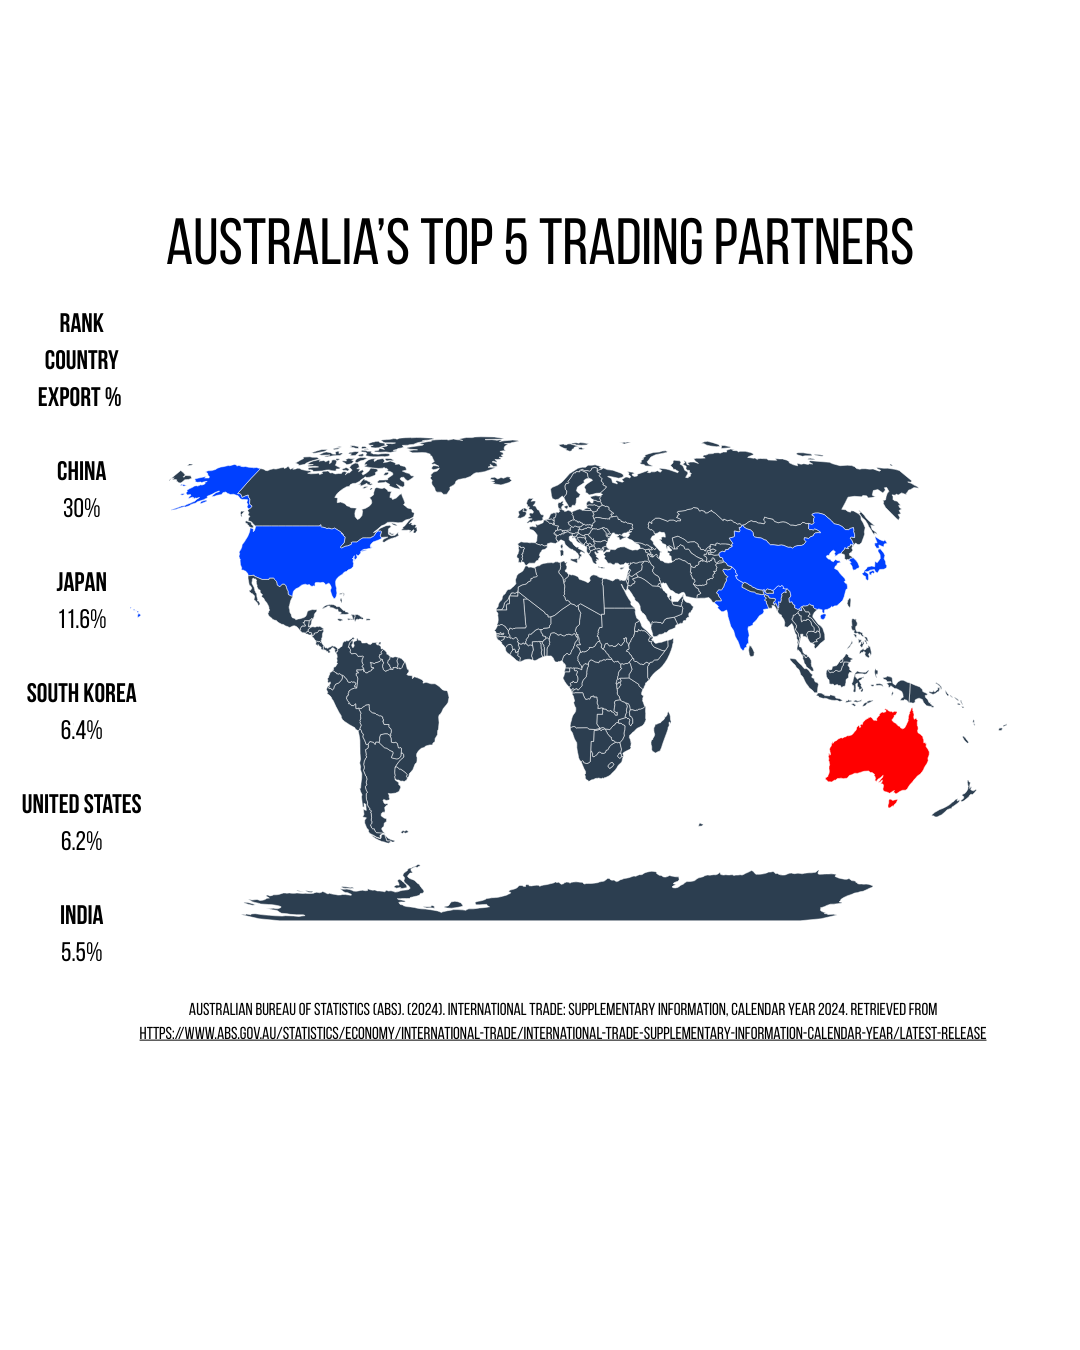 AUSTRALIA’S TOP 5 TRADING PARTNERS
RANK
COUNTRY
EXPORT %
CHINA
30%
JAPAN
11.6%
SOUTH KOREA
6.4%
UNITED STATES
6.2%
INDIA
5.5%
AUSTRALIAN BUREAU OF STATISTICS (ABS). (2024). INTERNATIONAL TRADE: SUPPLEMENTARY INFORMATION, CALENDAR YEAR 2024. RETRIEVED FROM
HTTPS://WWW.ABS.GOV.AU/STATISTICS/ECONOMY/INTERNATIONAL-TRADE/INTERNATIONAL-TRADE-SUPPLEMENTARY-INFORMATION-CALENDAR-YEAR/LATEST-RELEASE